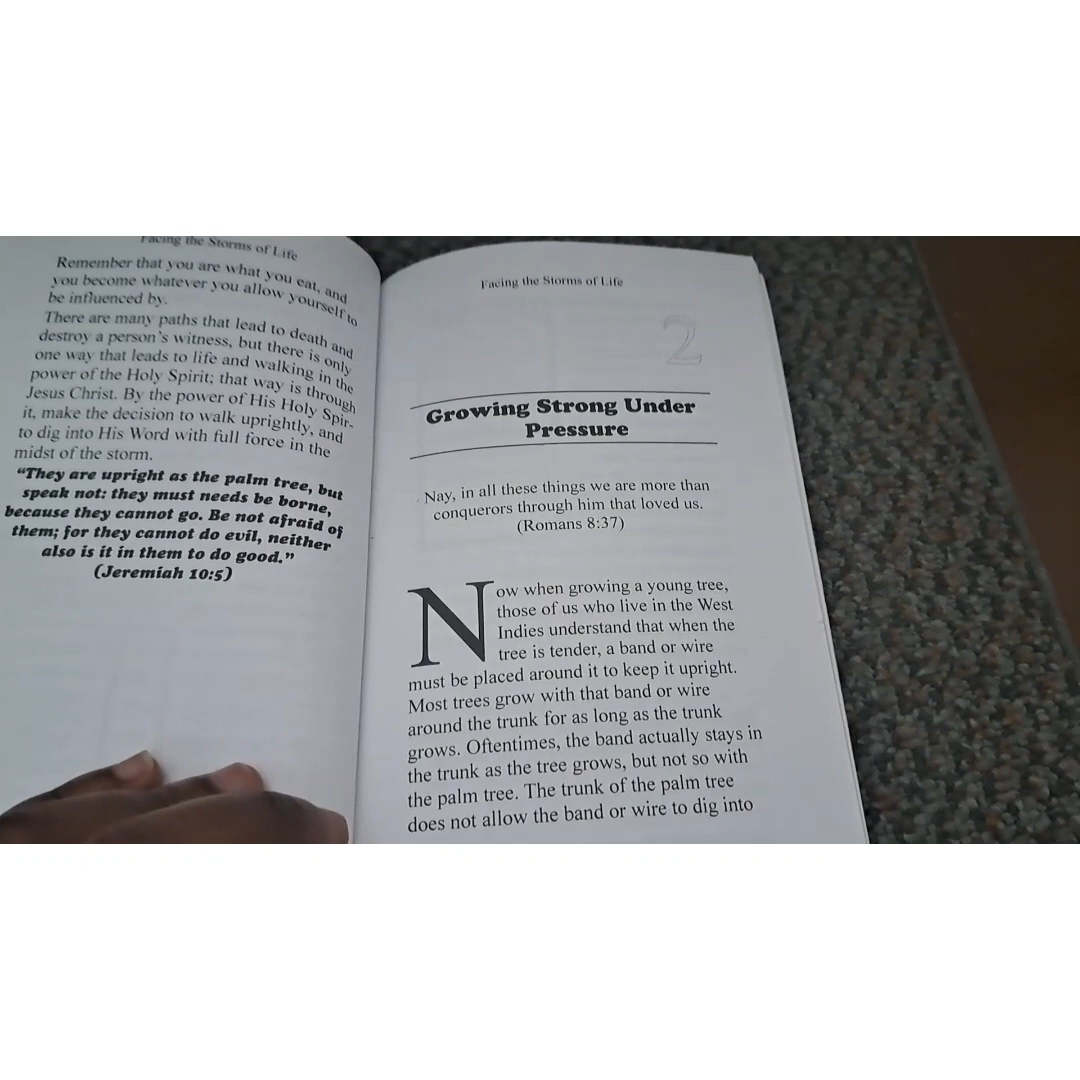 Facing the Storms of Life
Remember that you are what you eat, and
you become whatever you allow yourself to
be influenced by.
There are many paths that lead to death and
destroy a person's witness, but there is only
one way that leads to life and walking in the
power of the Holy Spirit; that way is through
Jesus Christ. By the power of His Holy Spir-
it, make the decision to walk uprightly, and
to dig into His Word with full force in the
midst of the storm.
“They are upright as the palm tree, but
speak not: they must needs be borne,
because they cannot go. Be not afraid of
them; for they cannot do evil, neither
also is it in them to do good.”
(Jeremiah 10:5)
Facing the Storms of Life
2
Growing Strong Under
Pressure
Nay, in all these things we are more than
conquerors through him that loved us.
(Romans 8:37)
Now when growing a young tree,
those of us who live in the West
Indies understand that when the
tree is tender, a band or wire
must be placed around it to keep it upright.
Most trees grow with that band or wire
around the trunk for as long as the trunk
grows. Oftentimes, the band actually stays in
the trunk as the tree grows, but not so with
the palm tree. The trunk of the palm tree
does not allow the band or wire to dig into